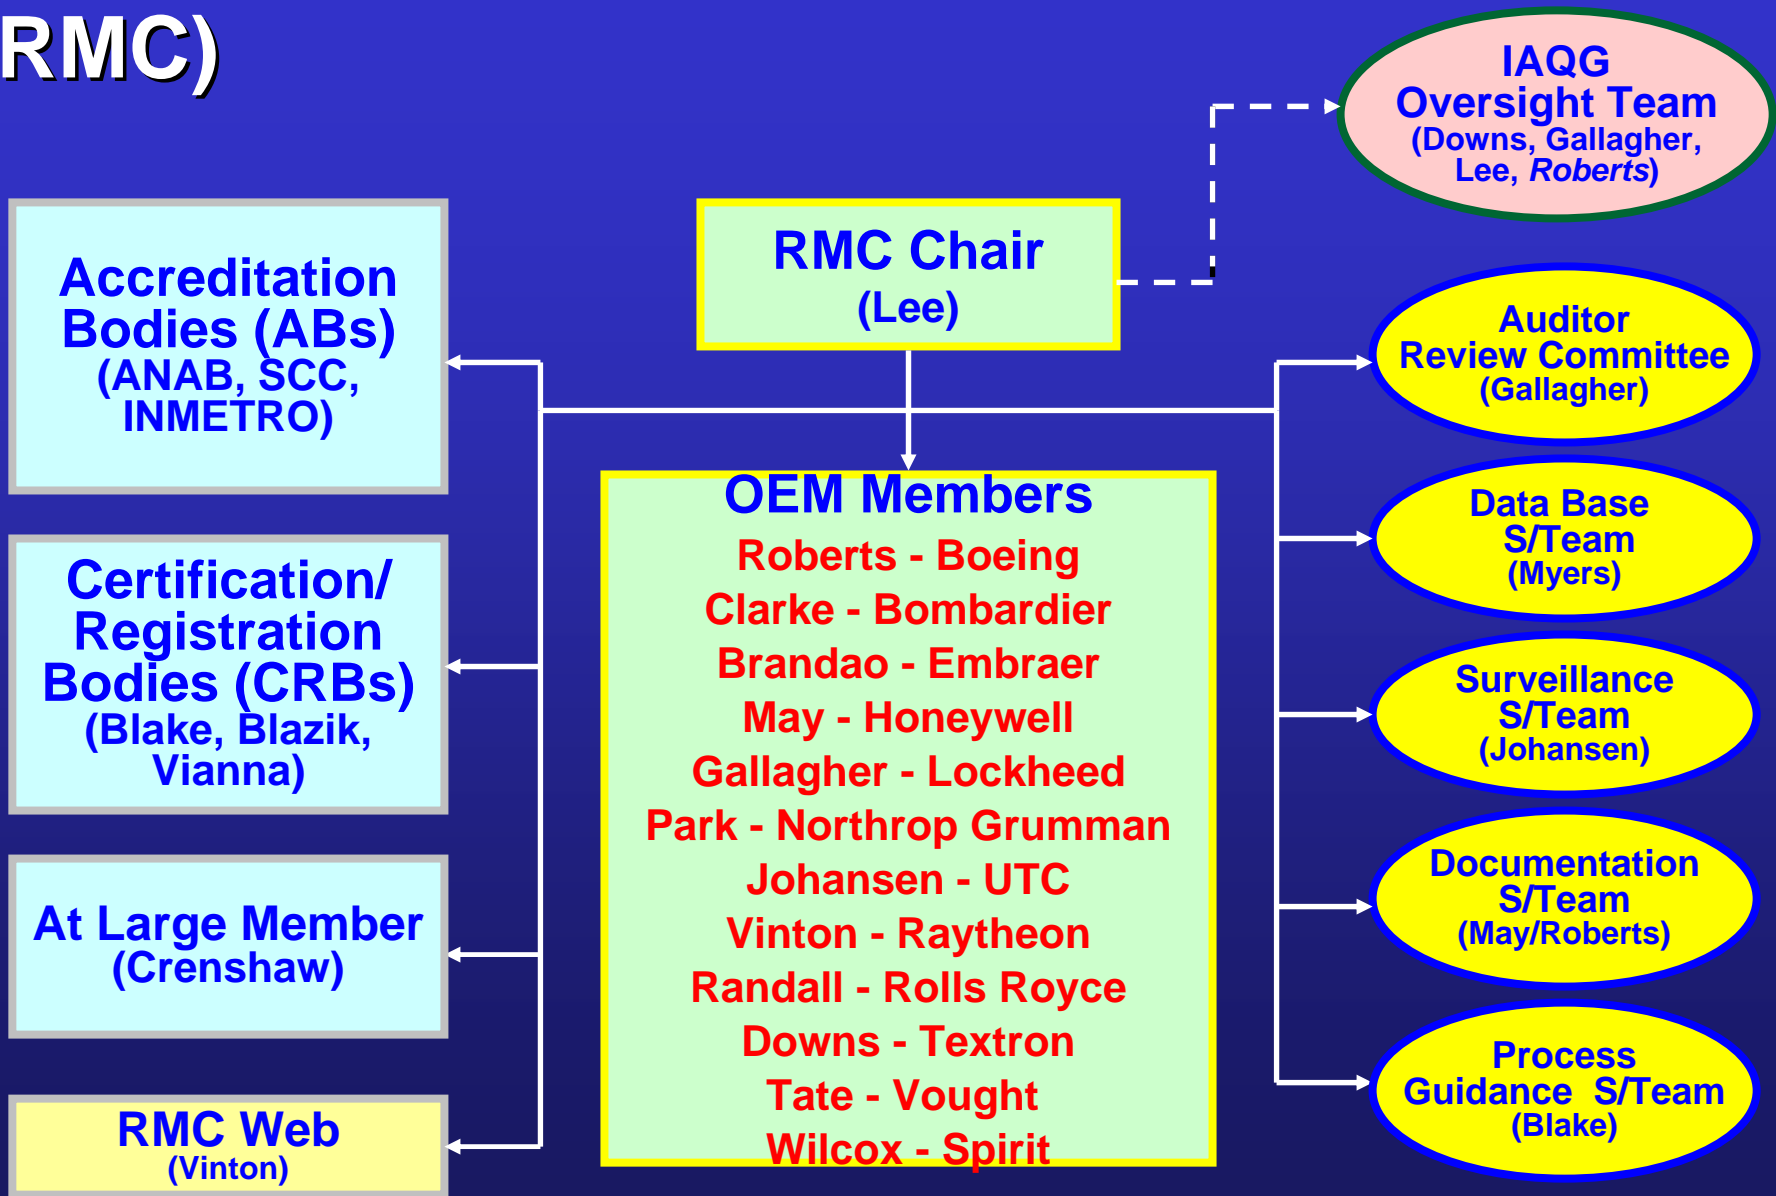 RMC)
IAQG
Oversight Team
(Downs, Gallagher,
Lee, Roberts)
RMC Chair
(Lee)
Accreditation
Bodies (ABs)
(ANAB, SCC,
INMETRO)
Certification/
Registration
Bodies (CRBs)
(Blake, Blazik,
Vianna)
At Large Member
(Crenshaw)
RMC Web
(Vinton)
OEM Members
Roberts - Boeing
Clarke - Bombardier
Brandao - Embraer
May - Honeywell
Gallagher - Lockheed
Park - Northrop Grumman
Johansen - UTC
Vinton - Raytheon
Randall - Rolls Royce
Downs - Textron
Tate - Vought
Wilcox - Spirit
Auditor
Review Committee
(Gallagher)
Data Base
S/Team
(Myers)
Surveillance
S/Team
(Johansen)
Documentation
S/Team
(May/Roberts)
Process
Guidance S/Team
(Blake)